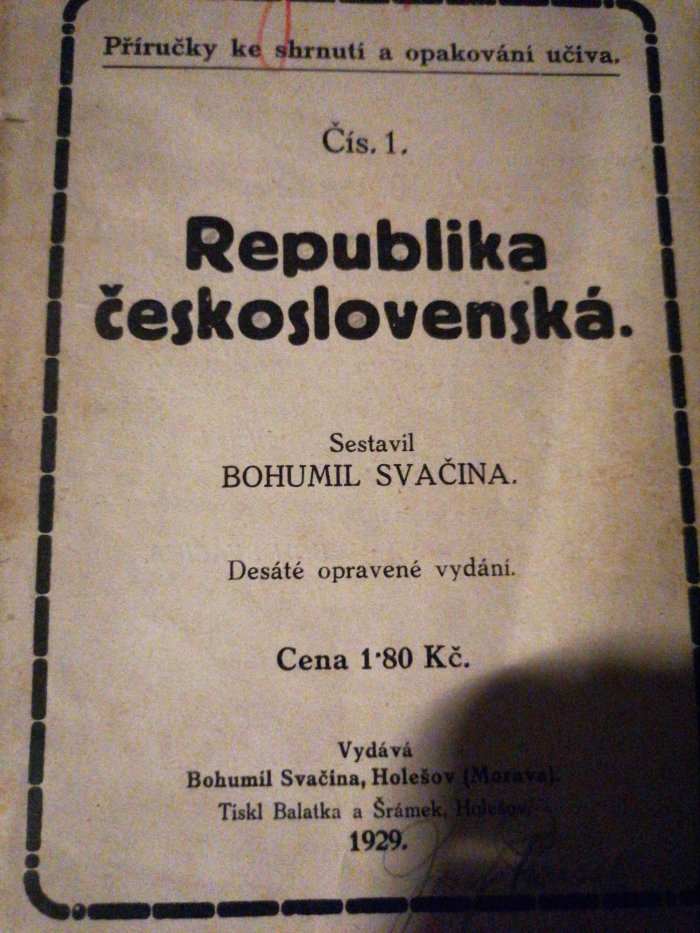 Příručky ke shrnutí a opakování učiva.
Čís. 1.
Republika
československá.
Sestavil
BOHUMIL SVAČINA.
Desáté opravené vydání.
Cena 1·80 Kč.
Vydává
Bohumil Svačina, Holešov (Morava).
Tiskl Balatka a Šrámek, Holešov.
1929.